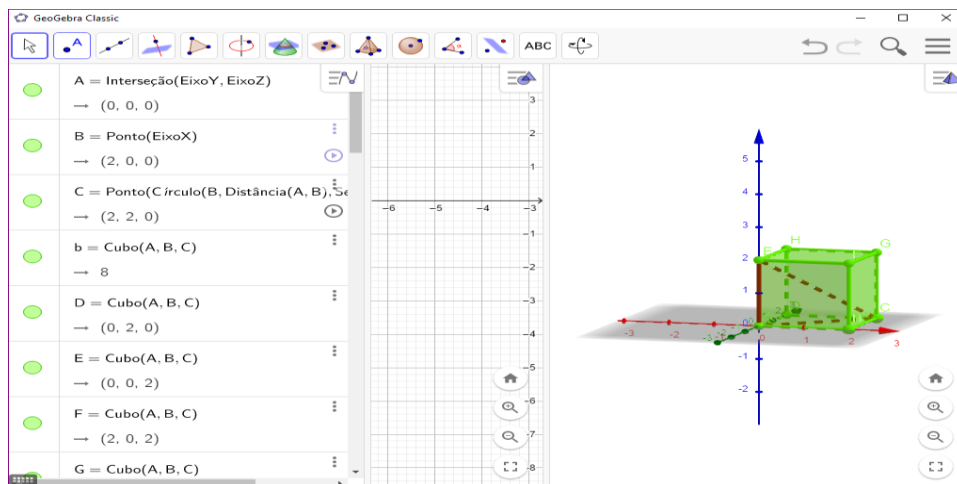 GeoGebra Classic
A ABC
A = Interseção(EixoY, EixoZ)
→ (0, 0, 0)
B = Ponto(EixoX)
→ (2, 0, 0)
C = Ponto(Círculo(B, Distância(A, B), Se
→ (2, 2, 0)
b = Cubo(A, B, C)
→ 8
D = Cubo(A, B, C)
→ (0, 2, 0)
E = Cubo(A, B, C)
→ (0, 0, 2)
F = Cubo(A, B, C)
→ (2, 0, 2)
G = Cubo(A, B, C)
3
2
1
-6 -5 -4 -3
-1
-2
-3
-4
-5
-6
-7
-8
5
4
3
2
1
0
-1
-2
E H G C
-3 -2 0 2 3
-3 -2